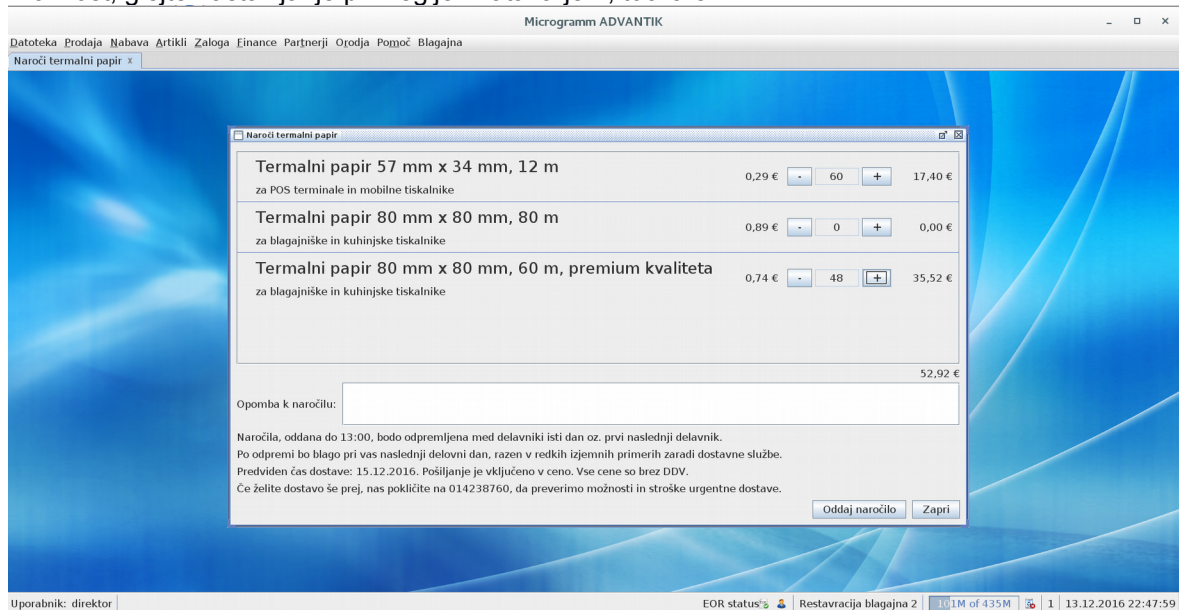 Microgramm ADVANTIK
Datoteka Prodaja Nabava Artikli Zaloga Finance Partnerji Orodja Pomoč Blagajna
Naroči termalni papir x
Naroči termalni papir
Termalni papir 57 mm x 34 mm, 12 m
za POS terminale in mobilne tiskalnike
0,29 € - 60 + 17,40 €
Termalni papir 80 mm x 80 mm, 80 m
za blagajniške in kuhinjske tiskalnike
0,89 € - 0 + 0,00 €
Termalni papir 80 mm x 80 mm, 60 m, premium kvaliteta
za blagajniške in kuhinjske tiskalnike
0,74 € - 48 + 35,52 €
52,92 €
Opomba k naročilu:
Naročila, oddana do 13:00, bodo odpremljena med delavniki isti dan oz. prvi naslednji delavnik.
Po odpremi bo blago pri vas naslednji delovni dan, razen v redkih izjemnih primerih zaradi dostavne službe.
Predviden čas dostave: 15.12.2016. Pošiljanje je vključeno v ceno. Vse cene so brez DDV.
Če želite dostavo še prej, nas pokličite na 014238760, da preverimo možnosti in stroške urgentne dostave.
Oddaj naročilo Zapri
Uporabnik: direktor EOR status Restavracija blagajna 2 101M of 435M 1 13.12.2016 22:47:59